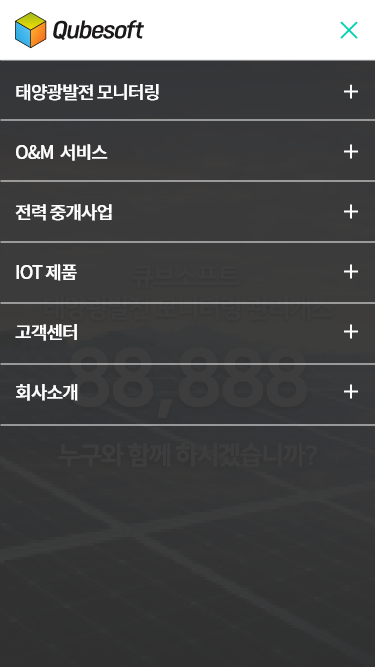 Qubesoft
태양광발전 모니터링
O&M 서비스
전력 중개사업
IOT 제품
큐브소프트
태양광발전 모니터링
고객센터
88,888
회사소개
누구와 함께 하시겠습니까?